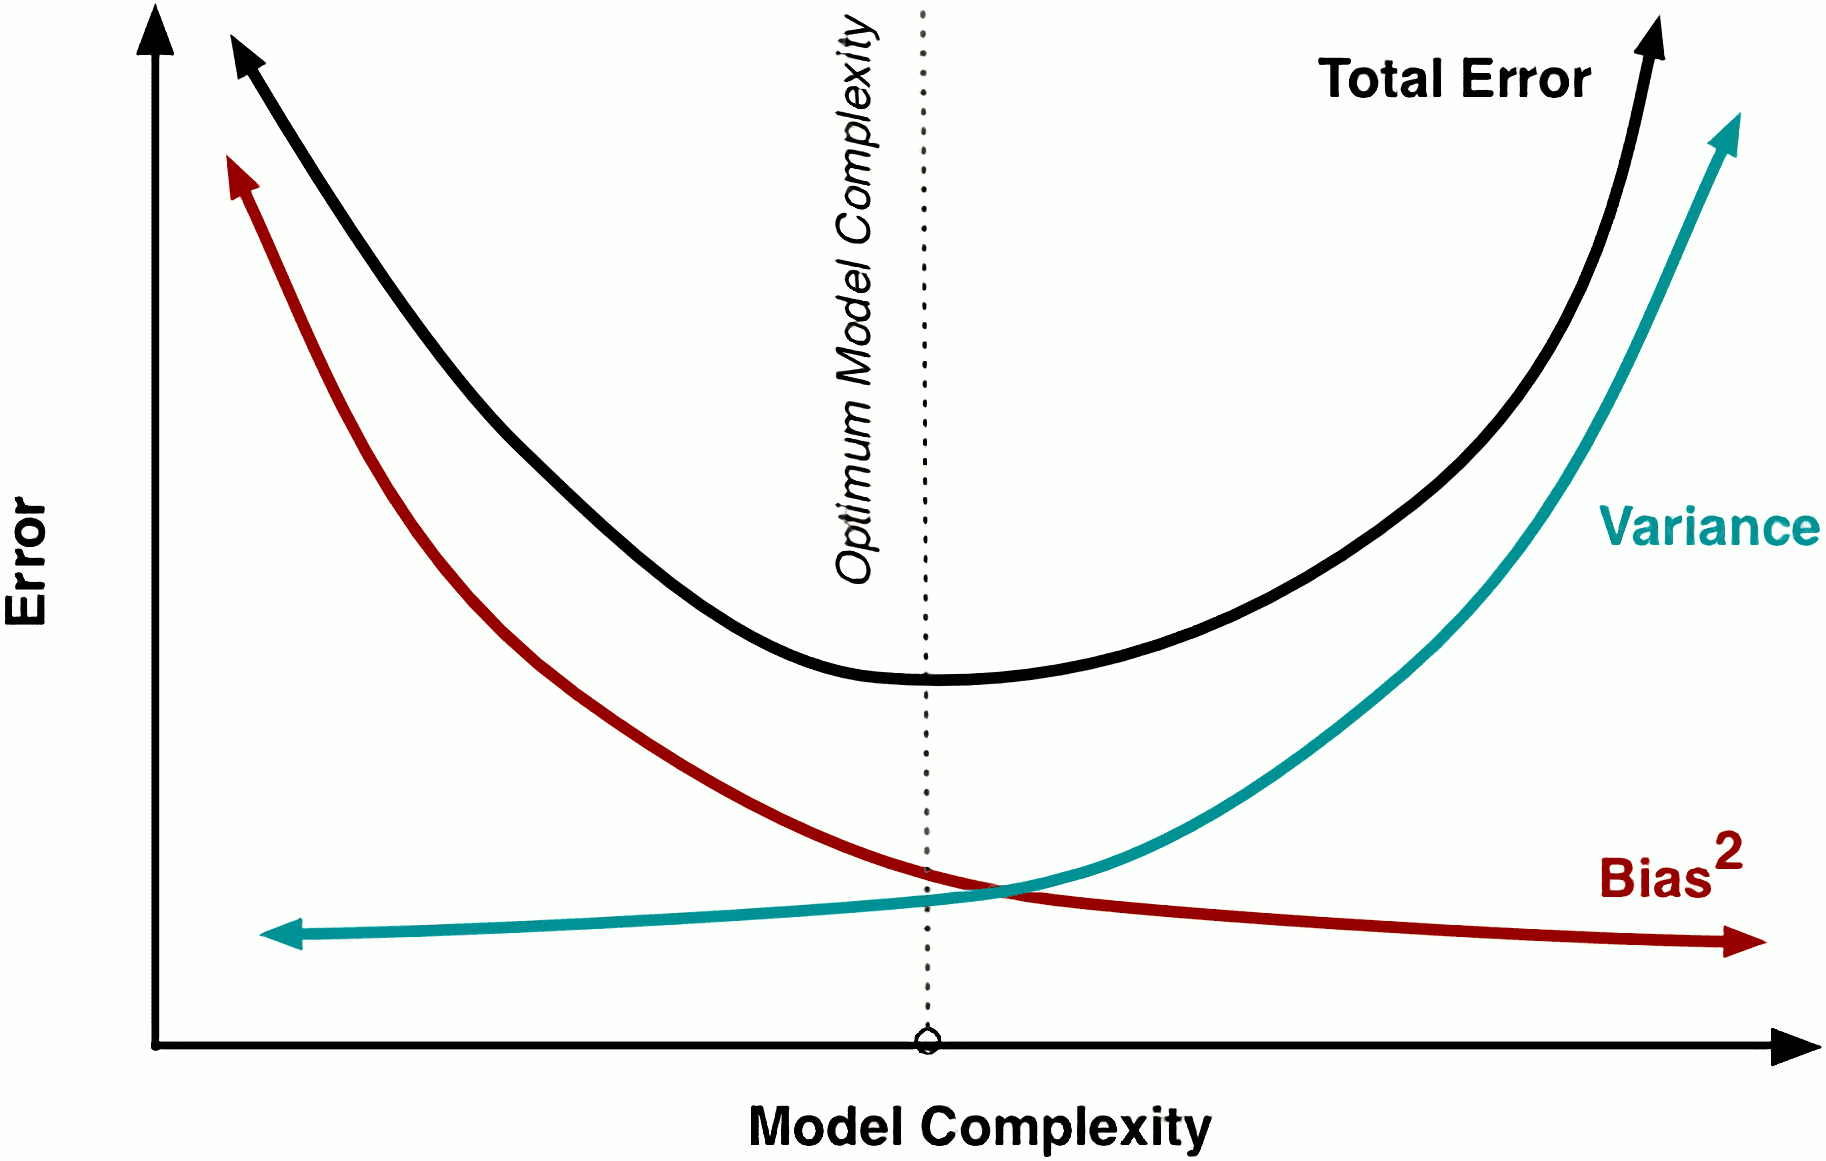 Optimum Model Complexity
Total Error
Variance
Error
Bias²
Model Complexity